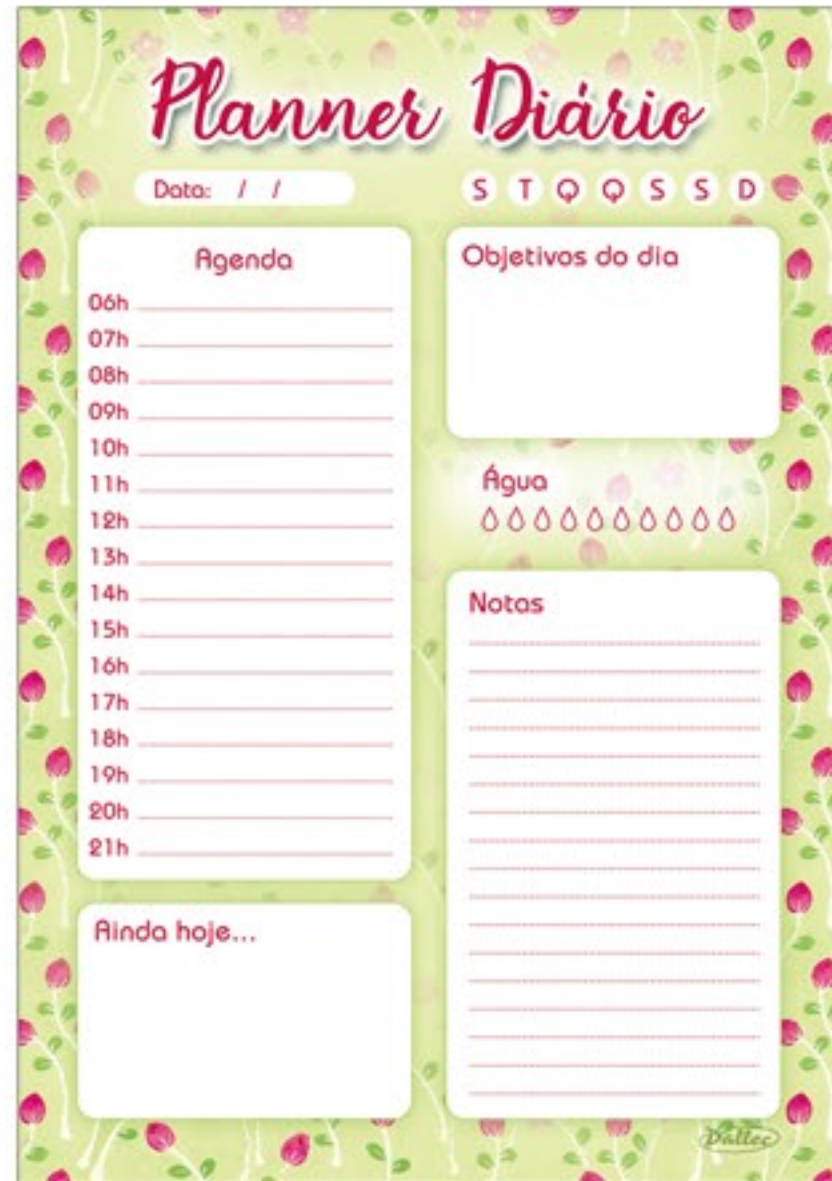 Planner Diário
Data: / /
S T Q Q S S D
Agenda
06h
07h
08h
09h
10h
11h
12h
13h
14h
15h
16h
17h
18h
19h
20h
21h
Ainda hoje...
Objetivos do dia
Água
Notas
Dallec